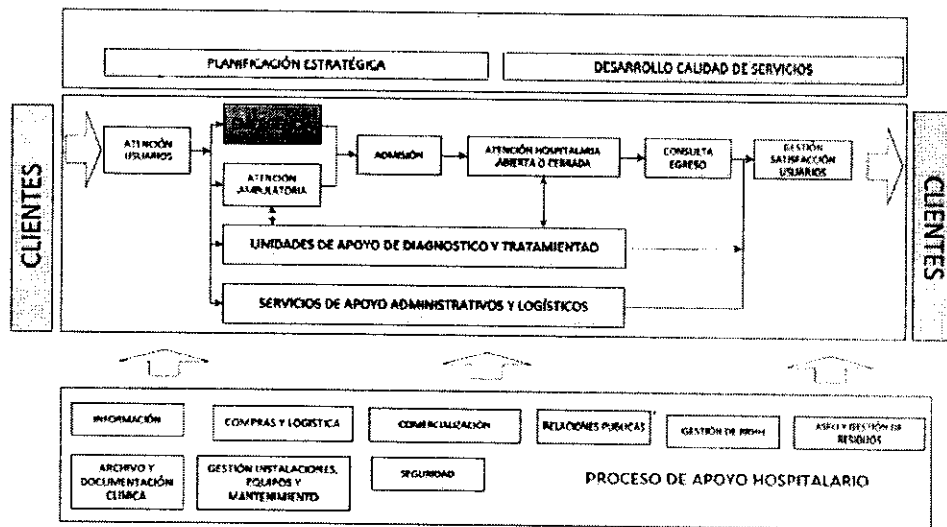 PLANIFICACIÓN ESTRATÉGICA
DESARROLLO CALIDAD DE SERVICIOS
CLIENTES
ATENCIÓN
USUARIOS
ATENCIÓN
AMBULATORIA
ADMISIÓN
ATENCIÓN HOSPITALARIA
ABIERTA O CERRADA
CONSULTA
EGRESO
GESTIÓN
SATISFACCIÓN
USUARIOS
CLIENTES
UNIDADES DE APOYO DE DIAGNOSTICO Y TRATAMIENTAO
SERVICIOS DE APOYO ADMINISTRATIVOS Y LOGÍSTICOS
INFORMACIÓN
COMPRAS Y LOGISTICA
COMERCIALIZACIÓN
RELACIONES PUBLICAS
GESTIÓN DE RRHH
ASEO Y GESTIÓN DE
RESIDUOS
ARCHIVO Y
DOCUMENTACIÓN
CLÍNICA
GESTIÓN INSTALACIONES,
EQUIPOS Y
MANTENIMIENTO
SEGURIDAD
PROCESO DE APOYO HOSPITALARIO